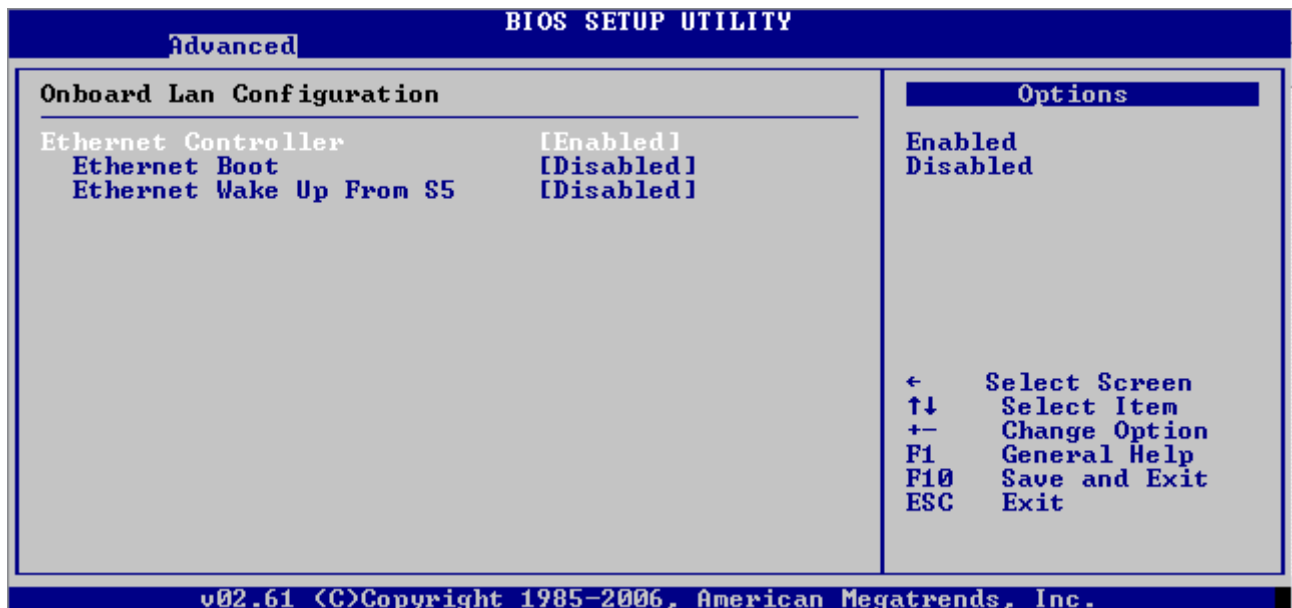 BIOS SETUP UTILITY
Advanced
Onboard Lan Configuration
Ethernet Controller [Enabled]
Ethernet Boot [Disabled]
Ethernet Wake Up From S5 [Disabled]
Options
Enabled
Disabled
← Select Screen
↑↓ Select Item
+- Change Option
F1 General Help
F10 Save and Exit
ESC Exit
v02.61 (C)Copyright 1985-2006, American Megatrends, Inc.